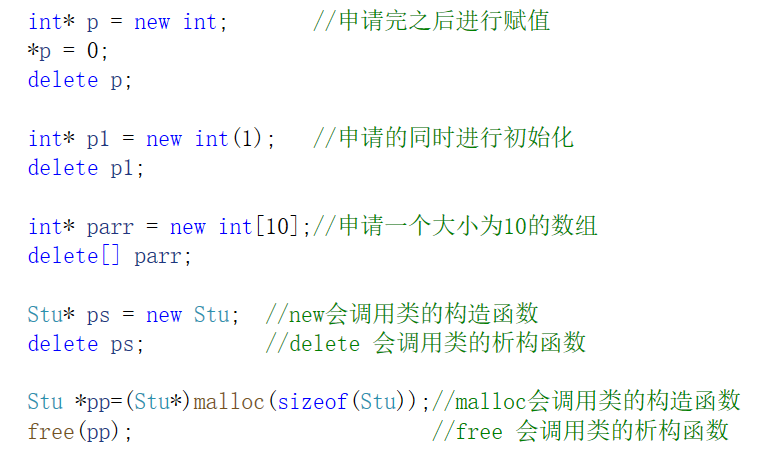 int* p = new int;       //申请完之后进行赋值
*p = 0;
delete p;
int* p1 = new int(1);   //申请的同时进行初始化
delete p1;
int* parr = new int[10];//申请一个大小为10的数组
delete[] parr;
Stu* ps = new Stu;  //new会调用类的构造函数
delete ps;          //delete 会调用类的析构函数
Stu *pp=(Stu*)malloc(sizeof(Stu));//malloc会调用类的构造函数
free(pp);                         //free 会调用类的析构函数